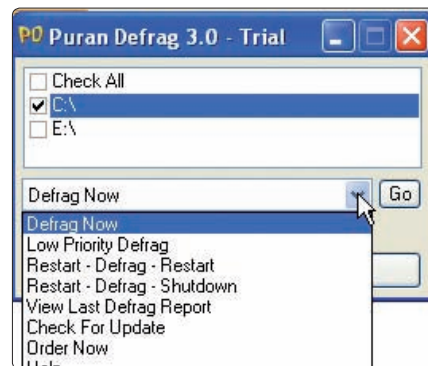 PD Puran Defrag 3.0 - Trial
Check All
C:\
E:\
Defrag Now
Go
Defrag Now
Low Priority Defrag
Restart - Defrag - Restart
Restart - Defrag - Shutdown
View Last Defrag Report
Check For Update
Order Now